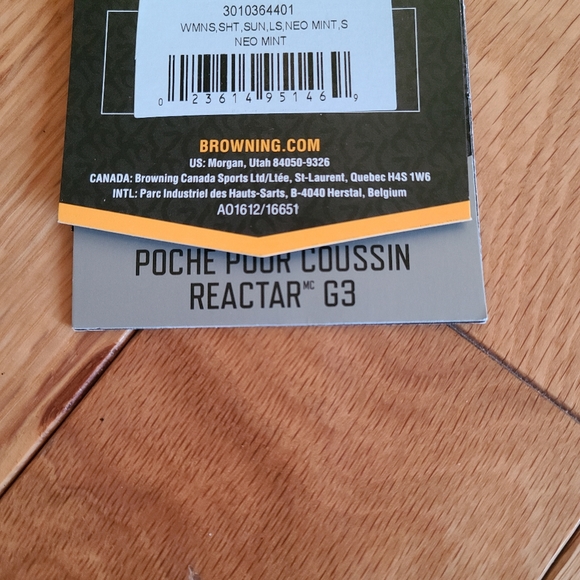 3010364401
WMNS,SHT,SUN,LS,NEO MINT,S
NEO MINT
0 23614 95146 9
BROWNING.COM
US: Morgan, Utah 84050-9326
CANADA: Browning Canada Sports Ltd/Ltée, St-Laurent, Quebec H4S 1W6
INTL: Parc Industriel des Hauts-Sarts, B-4040 Herstal, Belgium
AO1612/16651
POCHE POUR COUSSIN
REACTAR MC G3